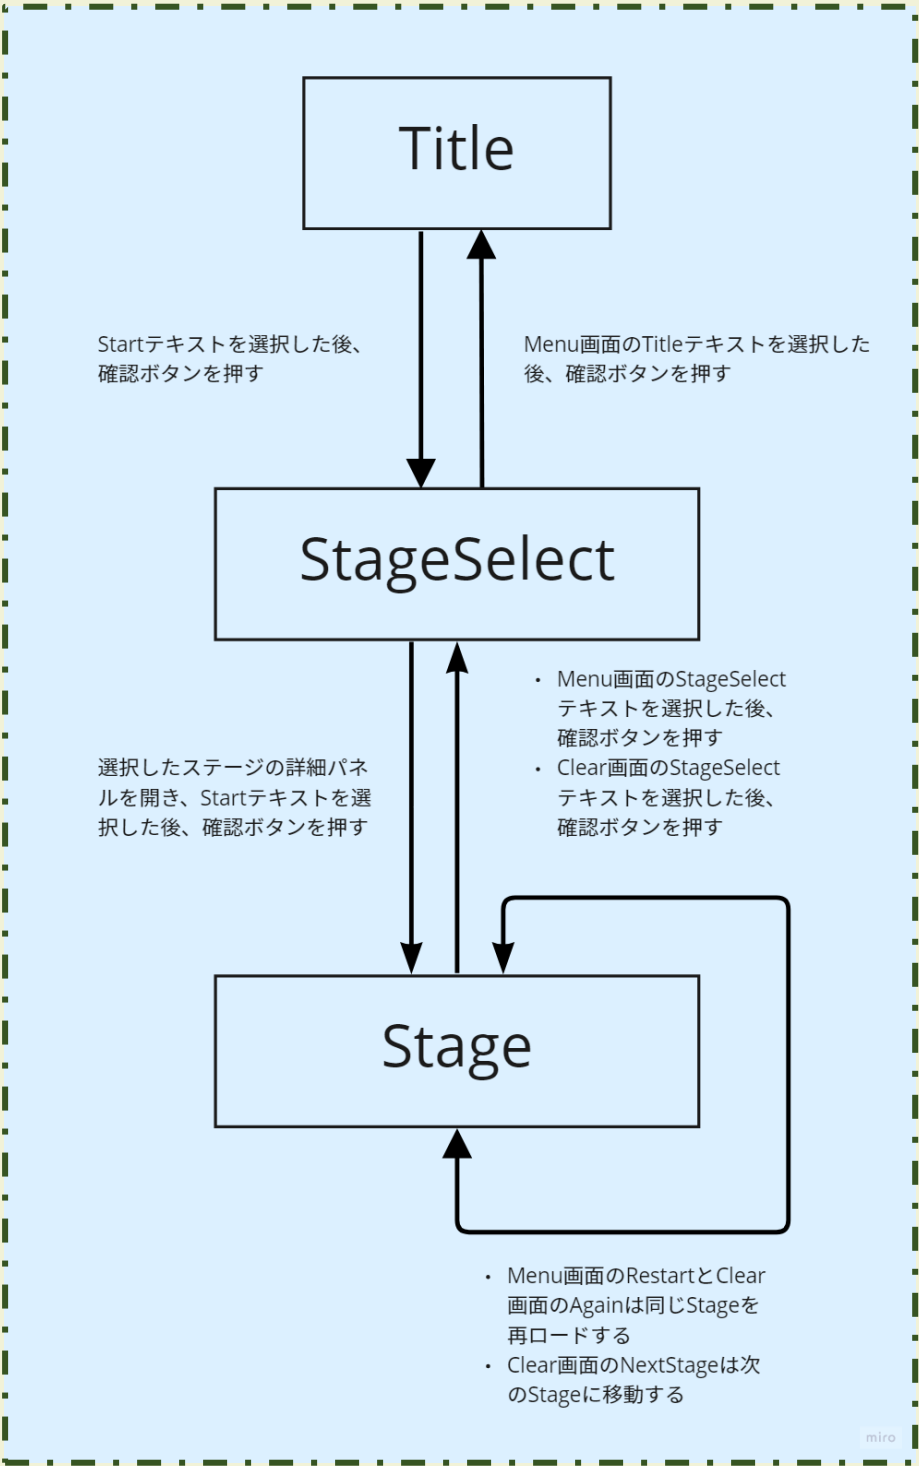 Title
Startテキストを選択した後、
確認ボタンを押す
Menu画面のTitleテキストを選択した
後、確認ボタンを押す
StageSelect
・ Menu画面のStageSelect
テキストを選択した後、
確認ボタンを押す
・ Clear画面のStageSelect
テキストを選択した後、
確認ボタンを押す
選択したステージの詳細パネ
ルを開き、Startテキストを選
択した後、確認ボタンを押す
Stage
・ Menu画面のRestartとClear
画面のAgainは同じStageを
再ロードする
・ Clear画面のNextStageは次
のStageに移動する
miro